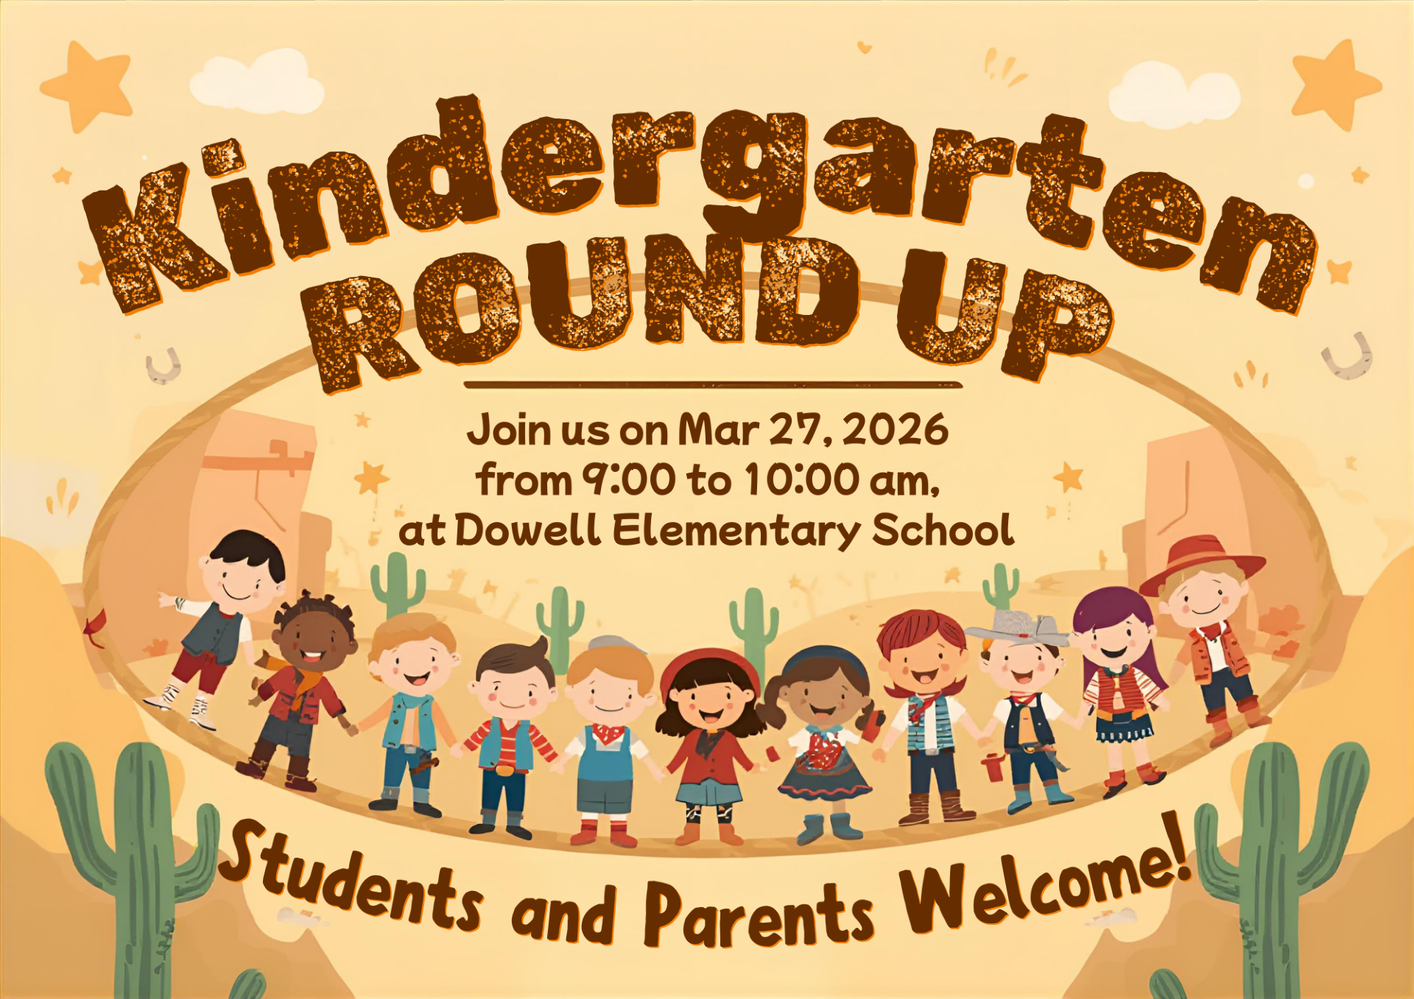 Kindergarten
ROUND UP
Join us on Mar 27, 2026
from 9:00 to 10:00 am,
at Dowell Elementary School
Students and Parents Welcome!